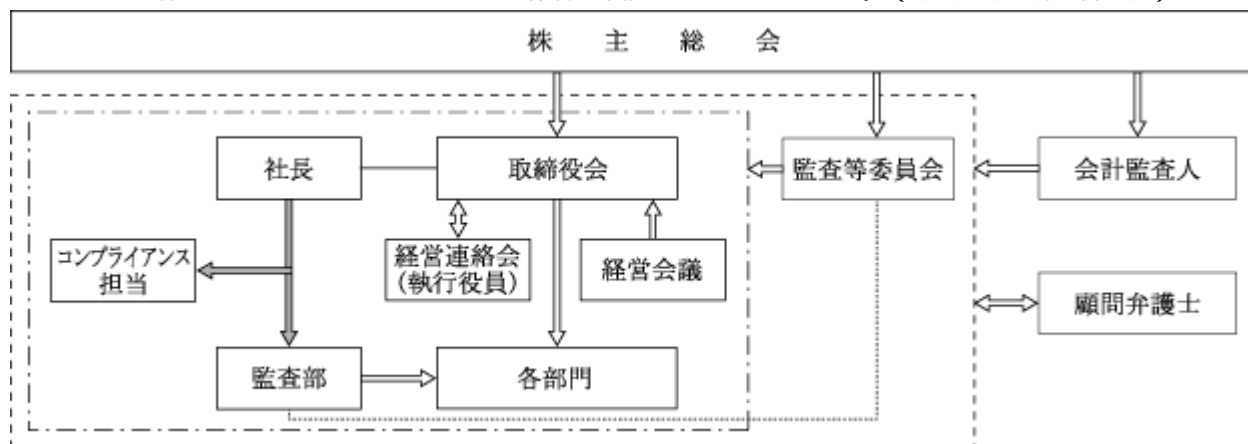 株主総会
社長
取締役会
監査等委員会
会計監査人
コンプライアンス
担当
経営連絡会
(執行役員)
経営会議
顧問弁護士
監査部
各部門